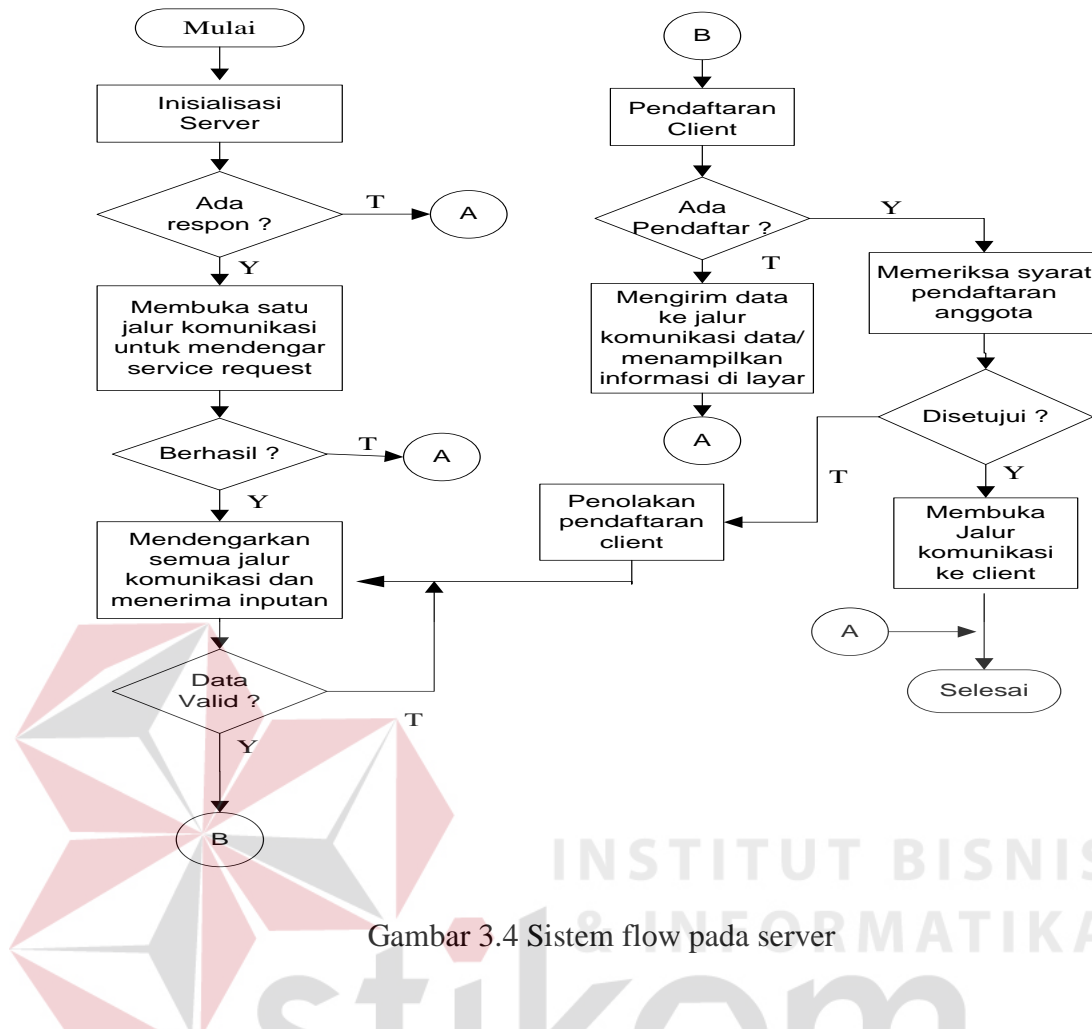 Mulai
Inisialisasi
Server
Ada
respon ?
T
A
Y
Membuka satu
jalur komunikasi
untuk mendengar
service request
Berhasil ?
T
A
Y
Mendengarkan
semua jalur
komunikasi dan
menerima inputan
Data
Valid ?
T
Y
B
B
Pendaftaran
Client
Ada
Pendaftar ?
Y
T
Mengirim data
ke jalur
komunikasi data/
menampilkan
informasi di layar
A
Memeriksa syarat
pendaftaran
anggota
Disetujui ?
T
Y
Penolakan
pendaftaran
client
Membuka
Jalur
komunikasi
ke client
A
Selesai
INSTITUT BISNIS
& INFORMATIKA
Gambar 3.4 Sistem flow pada server
stikom